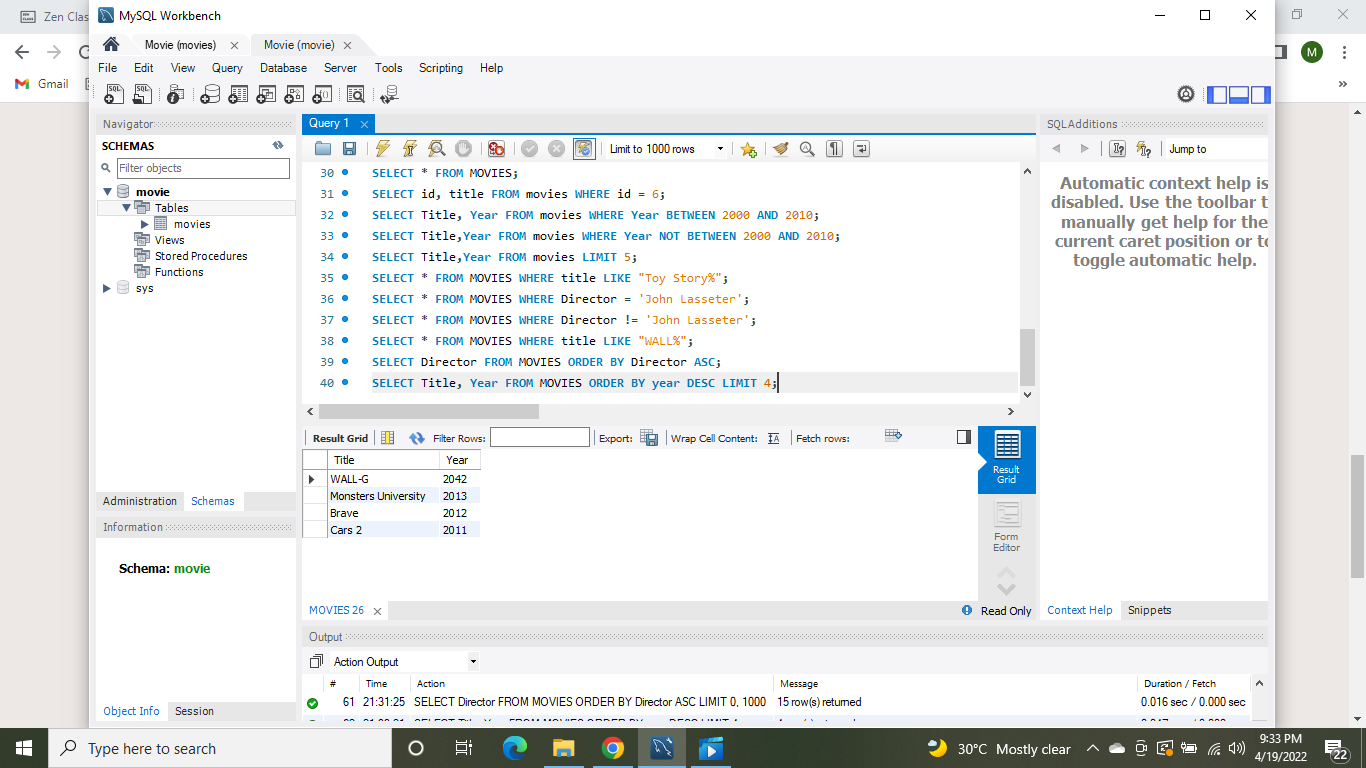 Zen Clas
MySQL Workbench
Movie (movies)
Movie (movie)
File Edit View Query Database Server Tools Scripting Help
M
Gmail
Navigator
SCHEMAS
Filter objects
movie
Tables
movies
Views
Stored Procedures
Functions
sys
Administration Schemas
Information
Schema: movie
Object Info Session
Query 1
Limit to 1000 rows
30 SELECT * FROM MOVIES;
31 SELECT id, title FROM movies WHERE id = 6;
32 SELECT Title, Year FROM movies WHERE Year BETWEEN 2000 AND 2010;
33 SELECT Title,Year FROM movies WHERE Year NOT BETWEEN 2000 AND 2010;
34 SELECT Title,Year FROM movies LIMIT 5;
35 SELECT * FROM MOVIES WHERE title LIKE "Toy Story%";
36 SELECT * FROM MOVIES WHERE Director = 'John Lasseter';
37 SELECT * FROM MOVIES WHERE Director != 'John Lasseter';
38 SELECT * FROM MOVIES WHERE title LIKE "WALL%";
39 SELECT Director FROM MOVIES ORDER BY Director ASC;
40 SELECT Title, Year FROM MOVIES ORDER BY year DESC LIMIT 4;
Result Grid Filter Rows: Export: Wrap Cell Content: Fetch rows:
Title Year
WALL-G 2042
Monsters University 2013
Brave 2012
Cars 2 2011
Result
Grid
Form
Editor
MOVIES 26
Read Only
SQLAdditions
Jump to
Automatic context help is
disabled. Use the toolbar t
manually get help for the
current caret position or to
toggle automatic help.
Context Help Snippets
Output
Action Output
# Time Action Message Duration / Fetch
61 21:31:25 SELECT Director FROM MOVIES ORDER BY Director ASC LIMIT 0, 1000 15 row(s) returned 0.016 sec / 0.000 sec
Type here to search
30°C Mostly clear
9:33 PM
4/19/2022
22